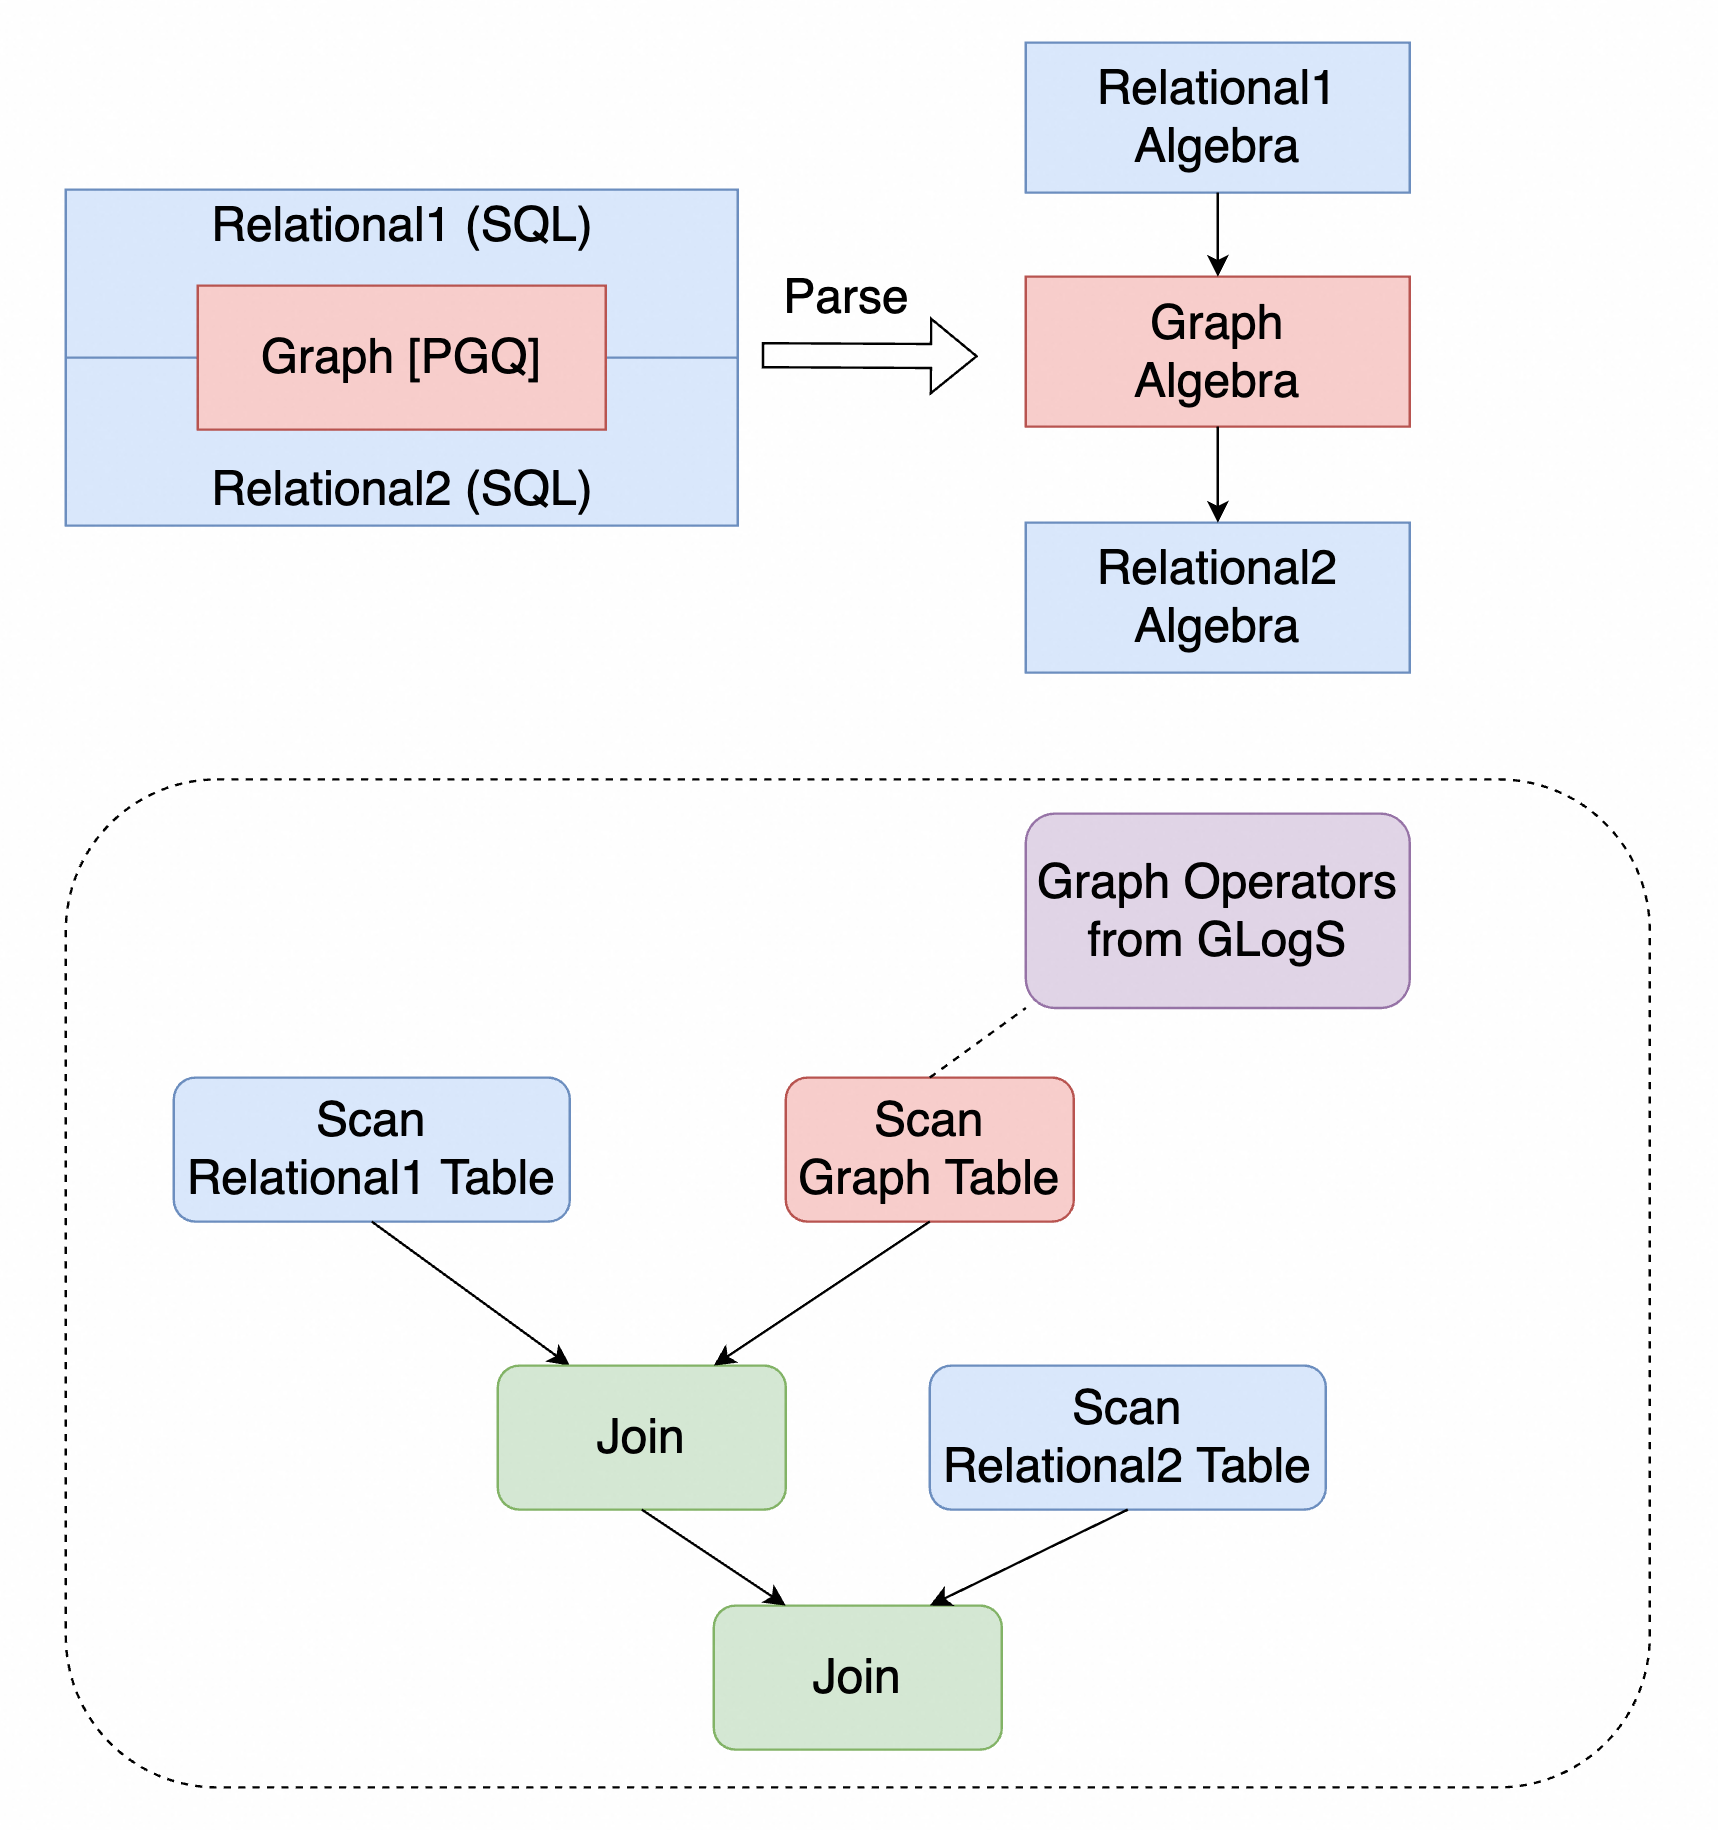 Relational1
Algebra
Relational1 (SQL)
Parse
Graph [PGQ]
Graph
Algebra
Relational2 (SQL)
Relational2
Algebra
Graph Operators
from GLogS
Scan
Relational1 Table
Scan
Graph Table
Join
Scan
Relational2 Table
Join